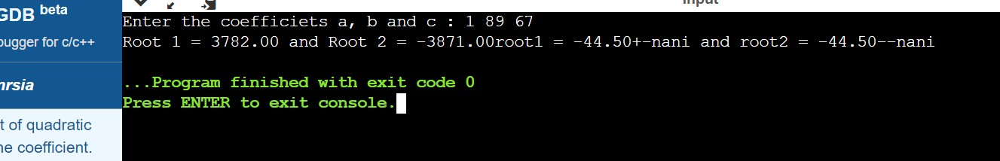 GDB beta
bugger for c/c++
nrsia
t of quadratic
ne coefficient.
Enter the coefficiets a, b and c : 1 89 67
Root 1 = 3782.00 and Root 2 = -3871.00root1 = -44.50+-nani and root2 = -44.50--nani
...Program finished with exit code 0
Press ENTER to exit console.